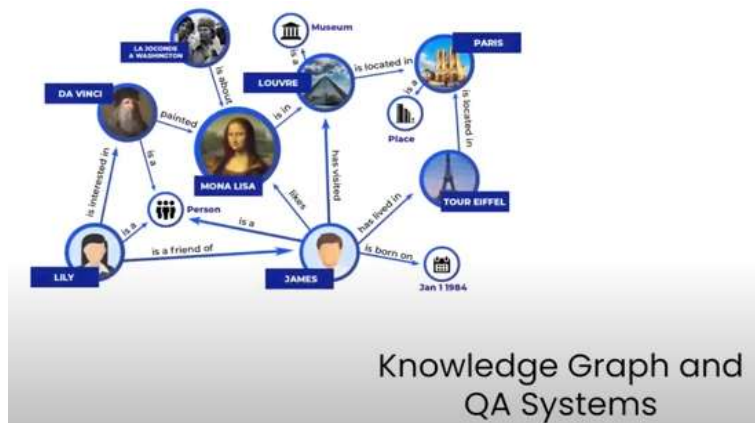 Museum
LA JOCONDE
A WASHINGTON
is a
PARIS
LOUVRE
is located in
is about
DA VINCI
is a
painted
is in
Place
is located in
is interested in
is a
MONA LISA
has visited
TOUR EIFFEL
Person
likes
has lived in
is a
is a
is a friend of
is born on
LILY
JAMES
Jan 1 1984
Knowledge Graph and
QA Systems